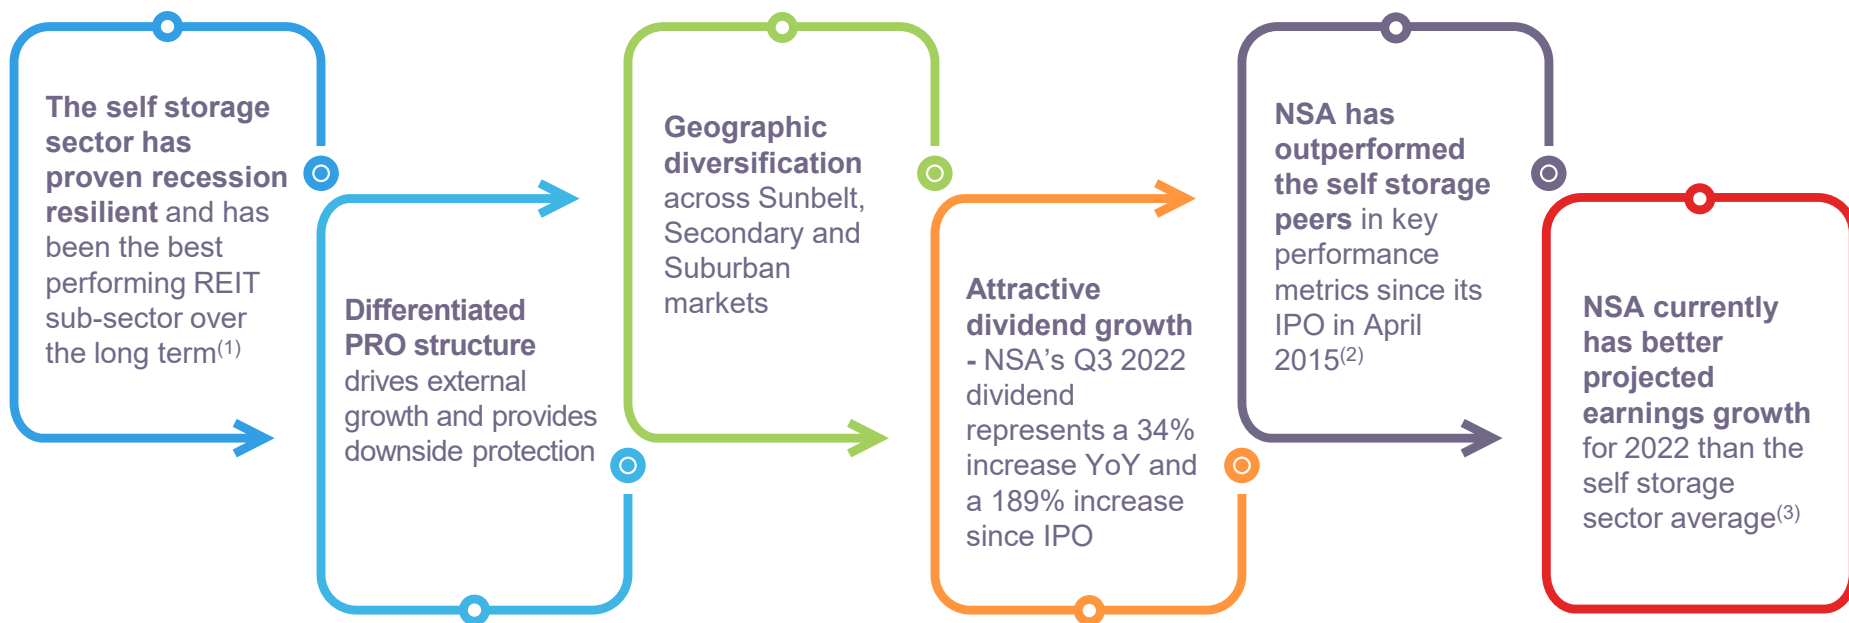 The self storage
sector has
proven recession
resilient and has
been the best
performing REIT
sub-sector over
the long term(1)
Differentiated
PRO structure
drives external
growth and provides
downside protection
Geographic
diversification
across Sunbelt,
Secondary and
Suburban
markets
Attractive
dividend growth
- NSA’s Q3 2022
dividend
represents a 34%
increase YoY and
a 189% increase
since IPO
NSA has
outperformed
the self storage
peers in key
performance
metrics since its
IPO in April
2015(2)
NSA currently
has better
projected
earnings growth
for 2022 than the
self storage
sector average(3)